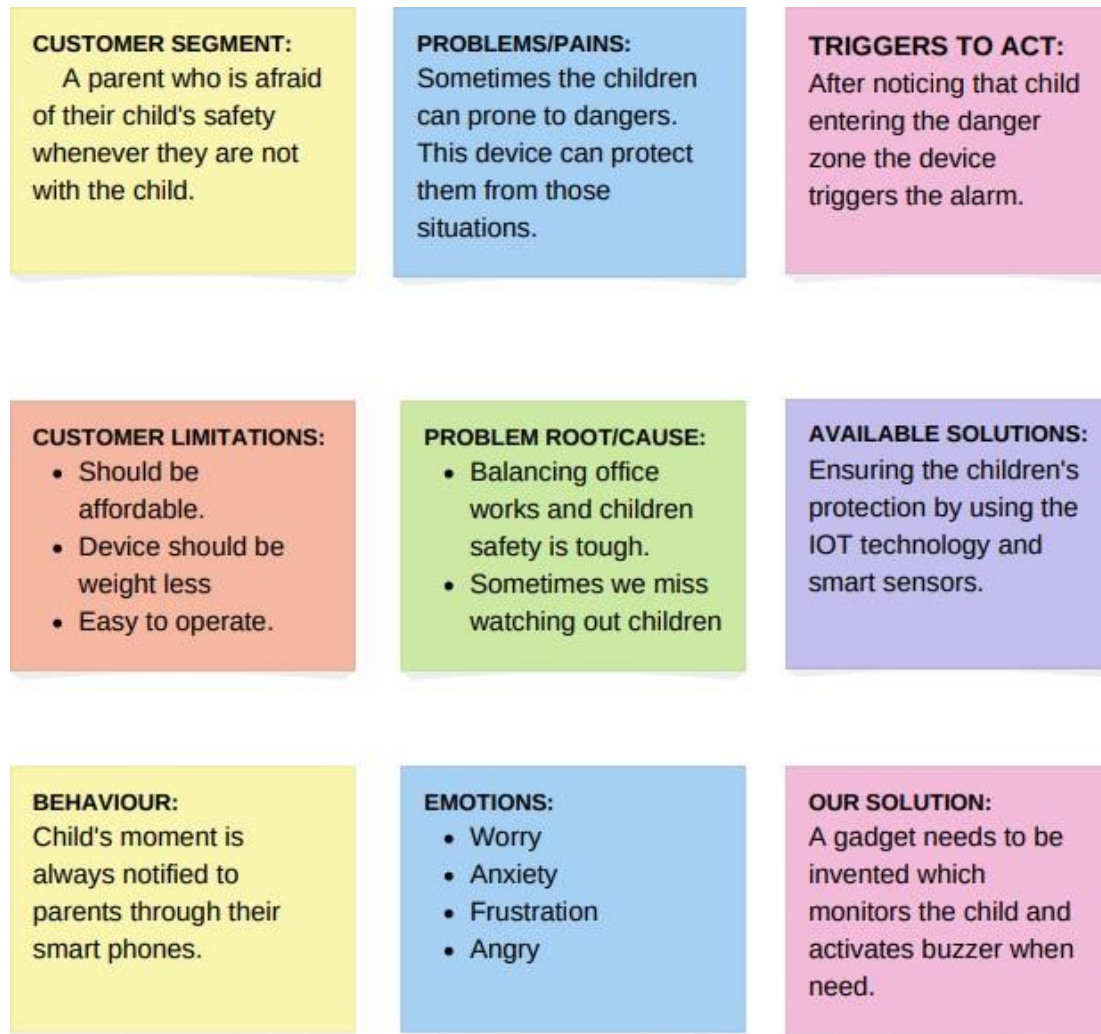 CUSTOMER SEGMENT:
A parent who is afraid
of their child's safety
whenever they are not
with the child.
PROBLEMS/PAINS:
Sometimes the children
can prone to dangers.
This device can protect
them from those
situations.
TRIGGERS TO ACT:
After noticing that child
entering the danger
zone the device
triggers the alarm.
CUSTOMER LIMITATIONS:
• Should be
affordable.
• Device should be
weight less
• Easy to operate.
PROBLEM ROOT/CAUSE:
• Balancing office
works and children
safety is tough.
• Sometimes we miss
watching out children
AVAILABLE SOLUTIONS:
Ensuring the children's
protection by using the
IOT technology and
smart sensors.
BEHAVIOUR:
Child's moment is
always notified to
parents through their
smart phones.
EMOTIONS:
• Worry
• Anxiety
• Frustration
• Angry
OUR SOLUTION:
A gadget needs to be
invented which
monitors the child and
activates buzzer when
need.